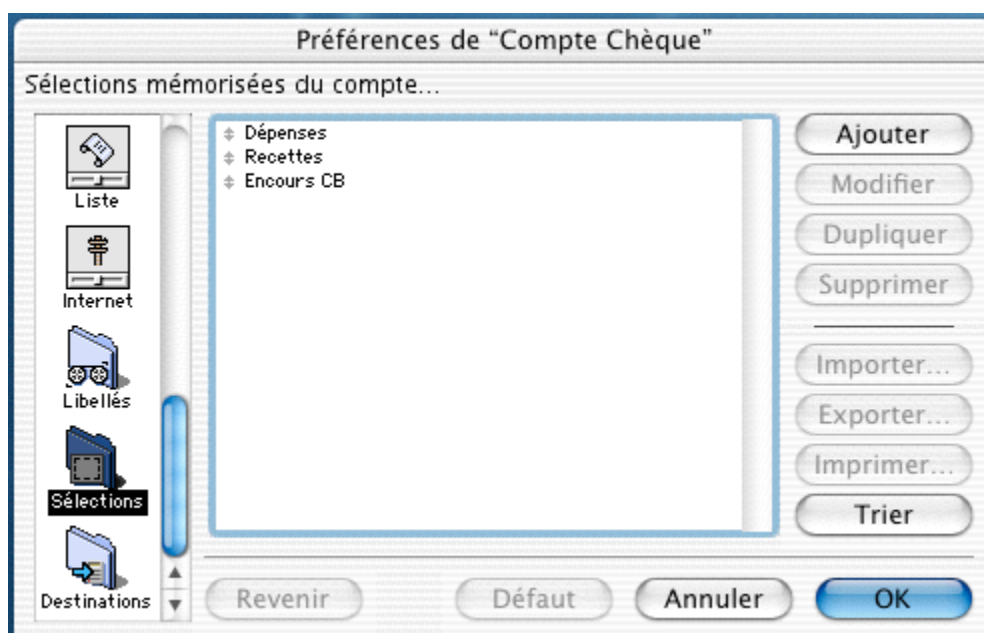 Préférences de “Compte Chèque”
Sélections mémorisées du compte...
Liste
Internet
Libellés
Sélections
Destinations
Dépenses
Recettes
Encours CB
Ajouter
Modifier
Dupliquer
Supprimer
Importer...
Exporter...
Imprimer...
Trier
Revenir
Défaut
Annuler
OK